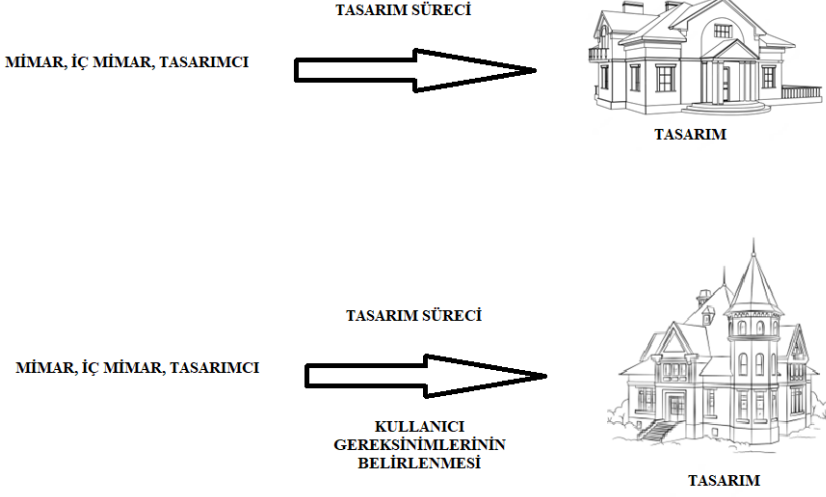 TASARIM SÜRECİ
MİMAR, İÇ MİMAR, TASARIMCI
TASARIM
TASARIM SÜRECİ
MİMAR, İÇ MİMAR, TASARIMCI
KULLANICI
GEREKSİNİMLERİNİN
BELİRLENMESİ
TASARIM